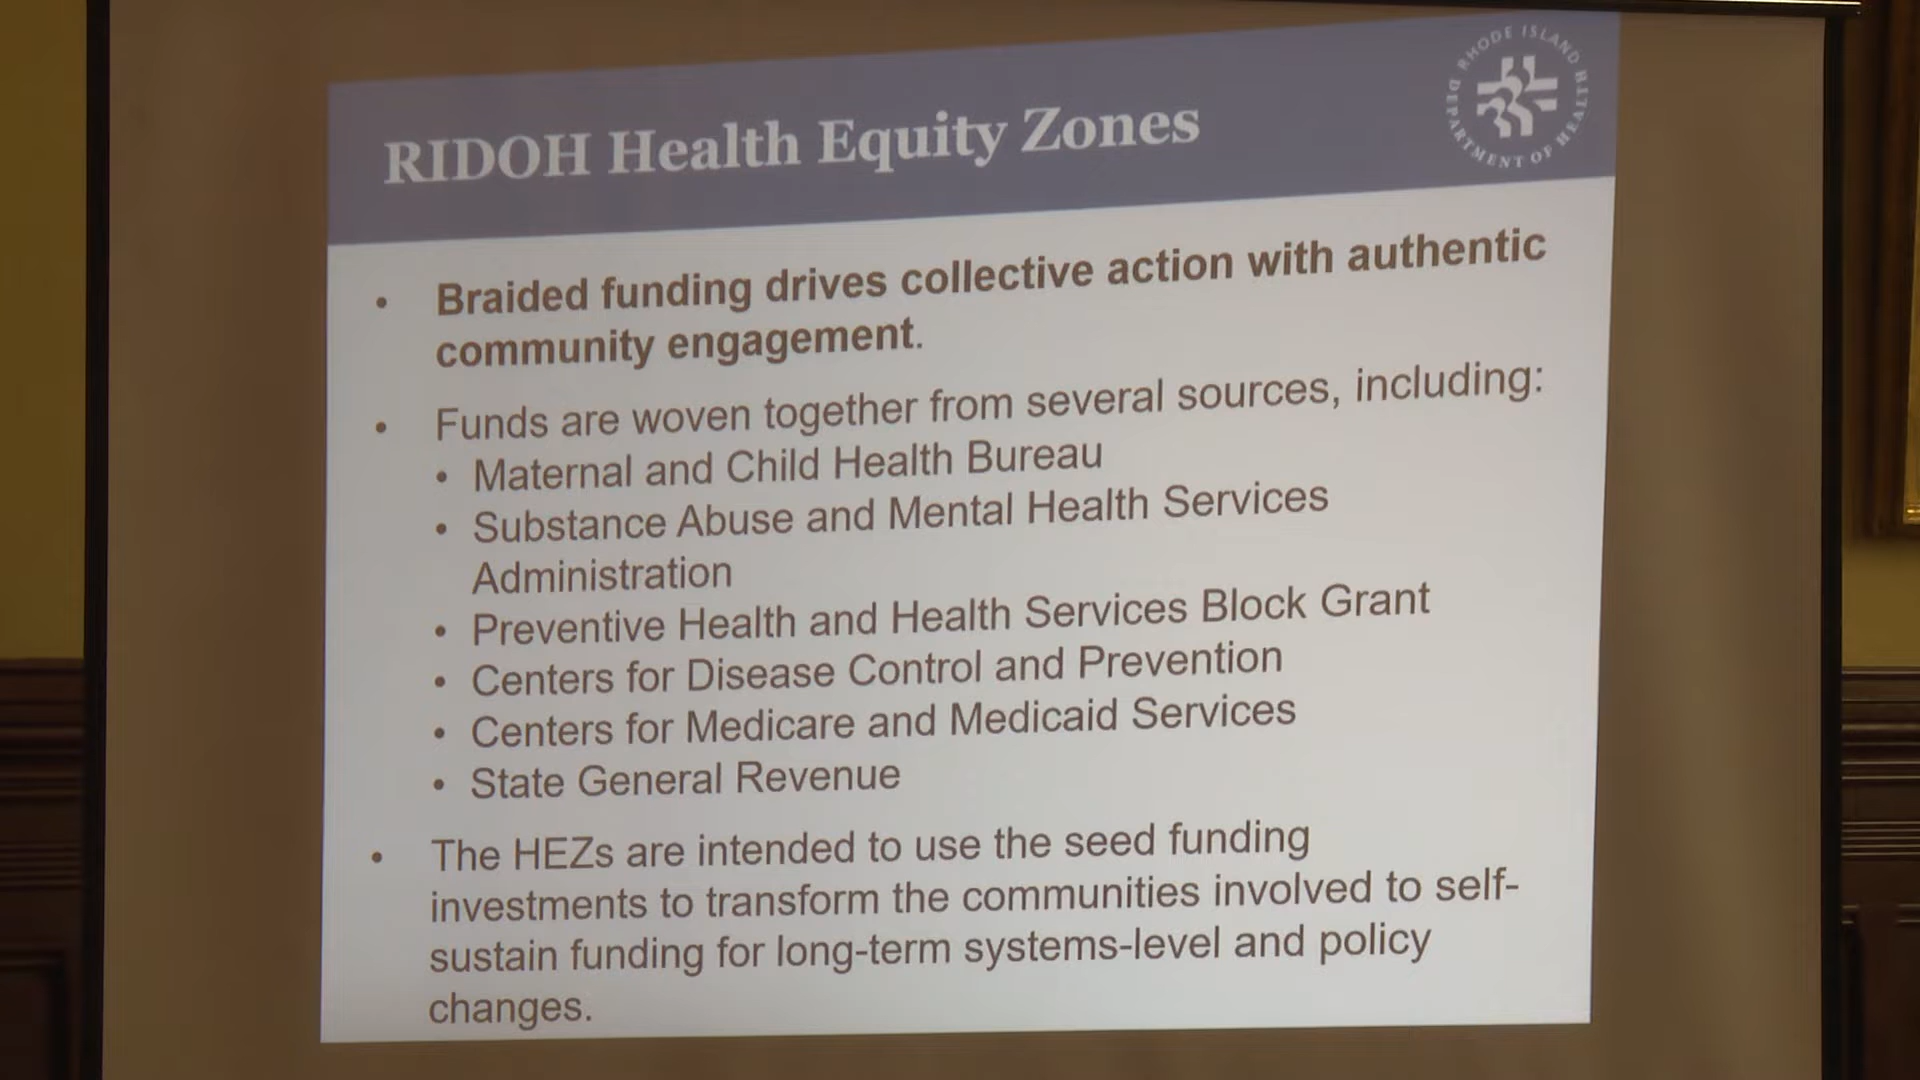 RIDOH Health Equity Zones
RHODE ISLAND
DEPARTMENT OF HEALTH
• Braided funding drives collective action with authentic
community engagement.
• Funds are woven together from several sources, including:
• Maternal and Child Health Bureau
• Substance Abuse and Mental Health Services
Administration
• Preventive Health and Health Services Block Grant
• Centers for Disease Control and Prevention
• Centers for Medicare and Medicaid Services
• State General Revenue
• The HEZs are intended to use the seed funding
investments to transform the communities involved to self-
sustain funding for long-term systems-level and policy
changes.